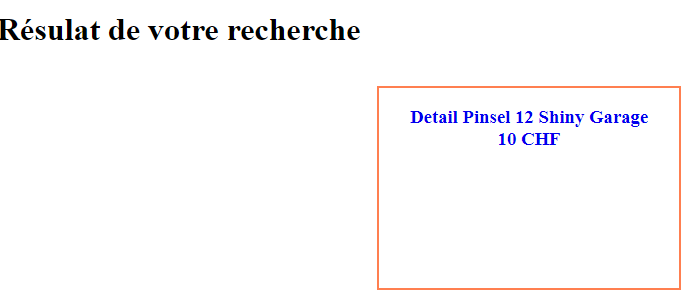 Résulat de votre recherche
Detail Pinsel 12 Shiny Garage
10 CHF